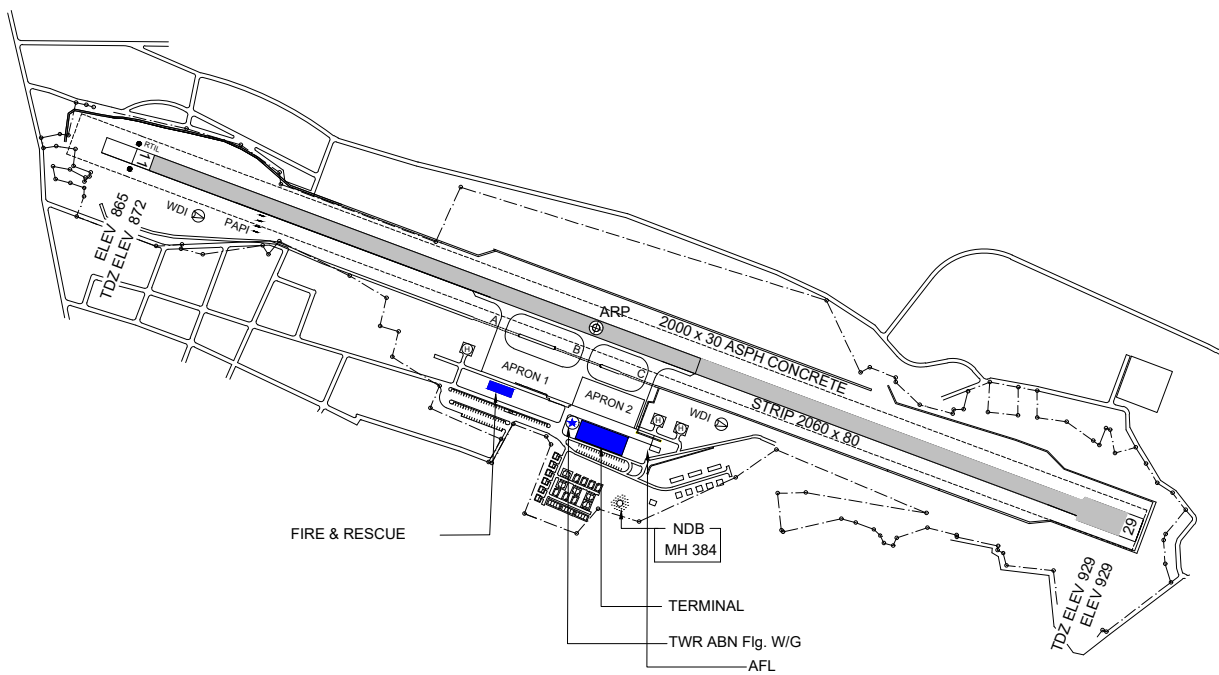 RTIL
11
WDI
PAPI
ELEV 865
TDZ ELEV 872
ARP
2000 x 30 ASPH CONCRETE
A
B
C
H
APRON 1
APRON 2
H
H
WDI
STRIP 2060 x 80
29
FIRE & RESCUE
NDB
MH 384
TDZ ELEV 929
ELEV 929
TERMINAL
TWR ABN Flg. W/G
AFL